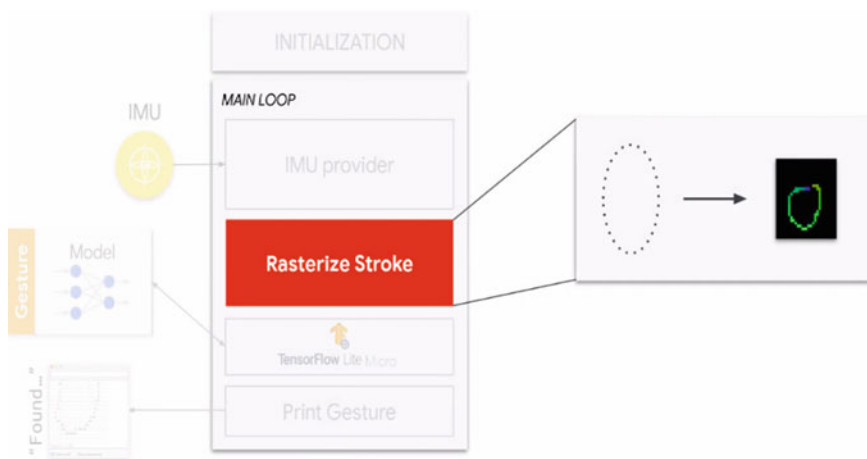 INITIALIZATION
MAIN LOOP
IMU
IMU provider
Rasterize Stroke
Gesture
Model
TensorFlow Lite Micro
Print Gesture
"Found_"